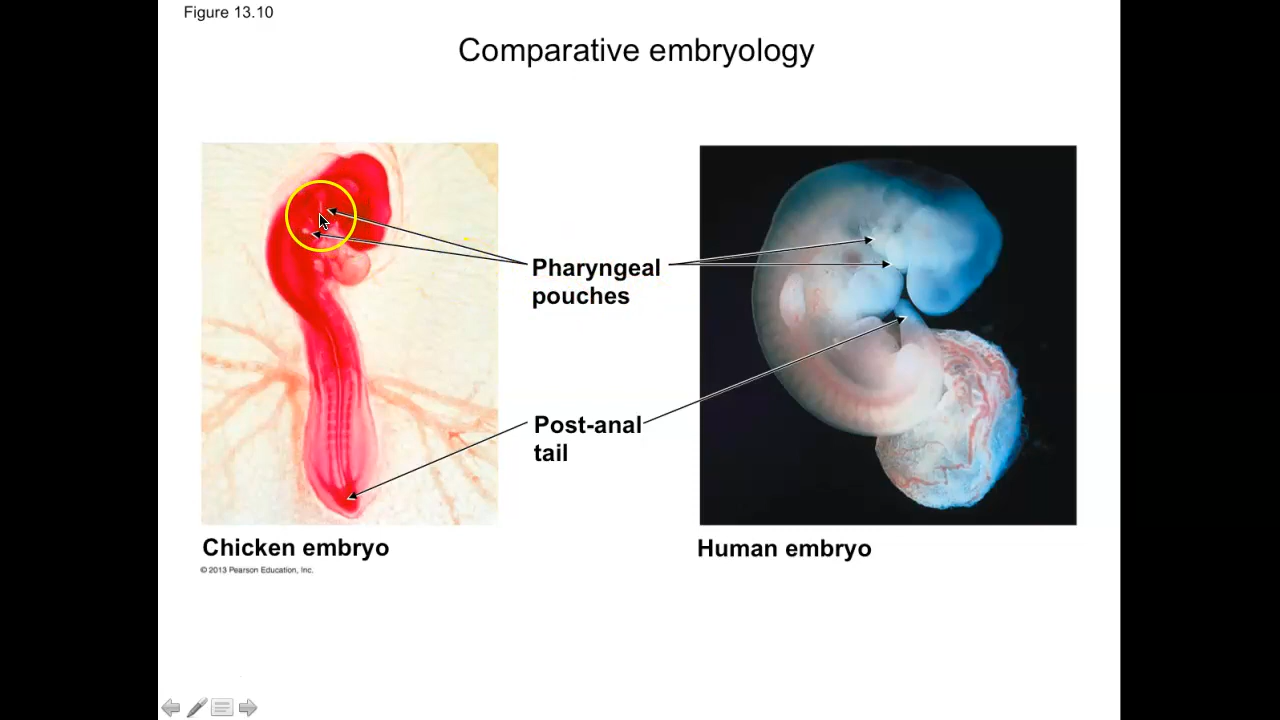 Figure 13.10
Comparative embryology
Pharyngeal
pouches
Post-anal
tail
Chicken embryo
Human embryo
© 2013 Pearson Education, Inc.